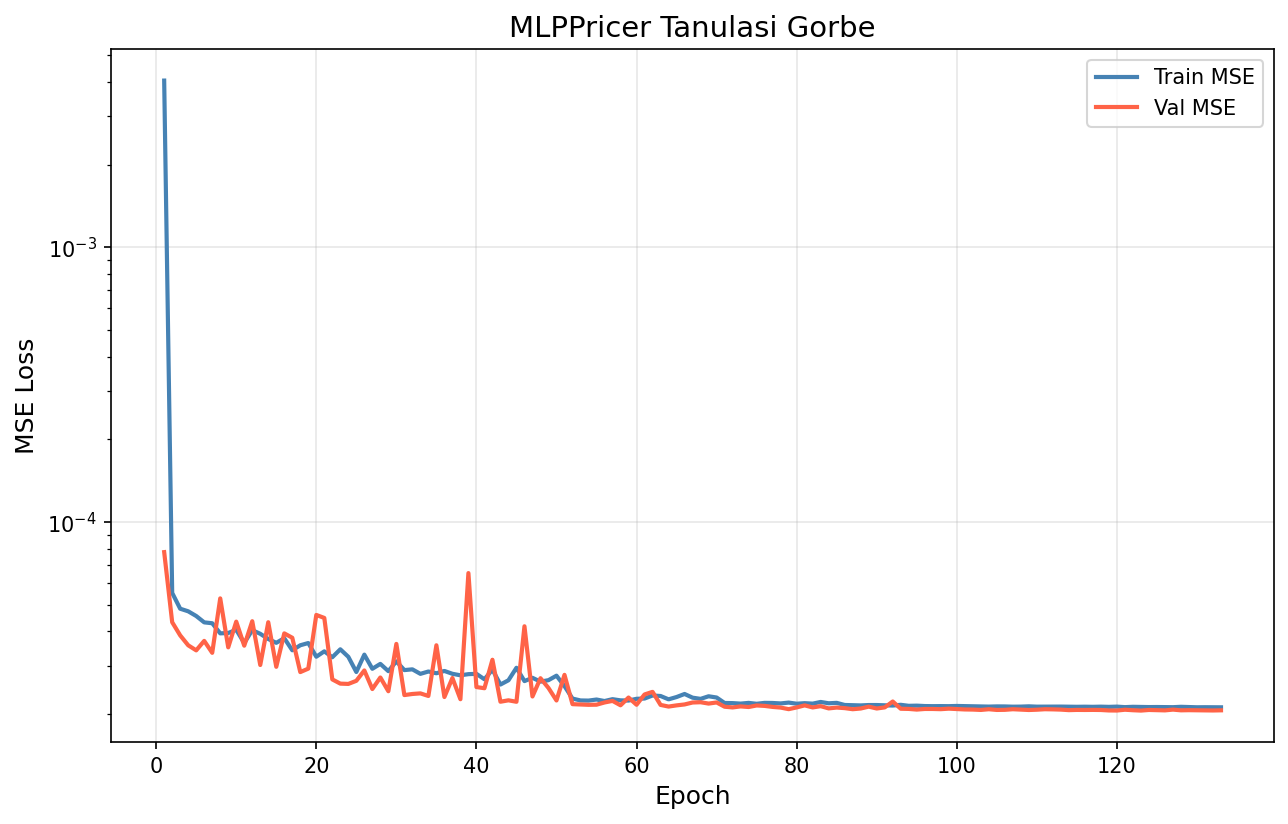 MLPPricer Tanulasi Gorbe
Train MSE
Val MSE
MSE Loss
10⁻³
10⁻⁴
0 20 40 60 80 100 120
Epoch